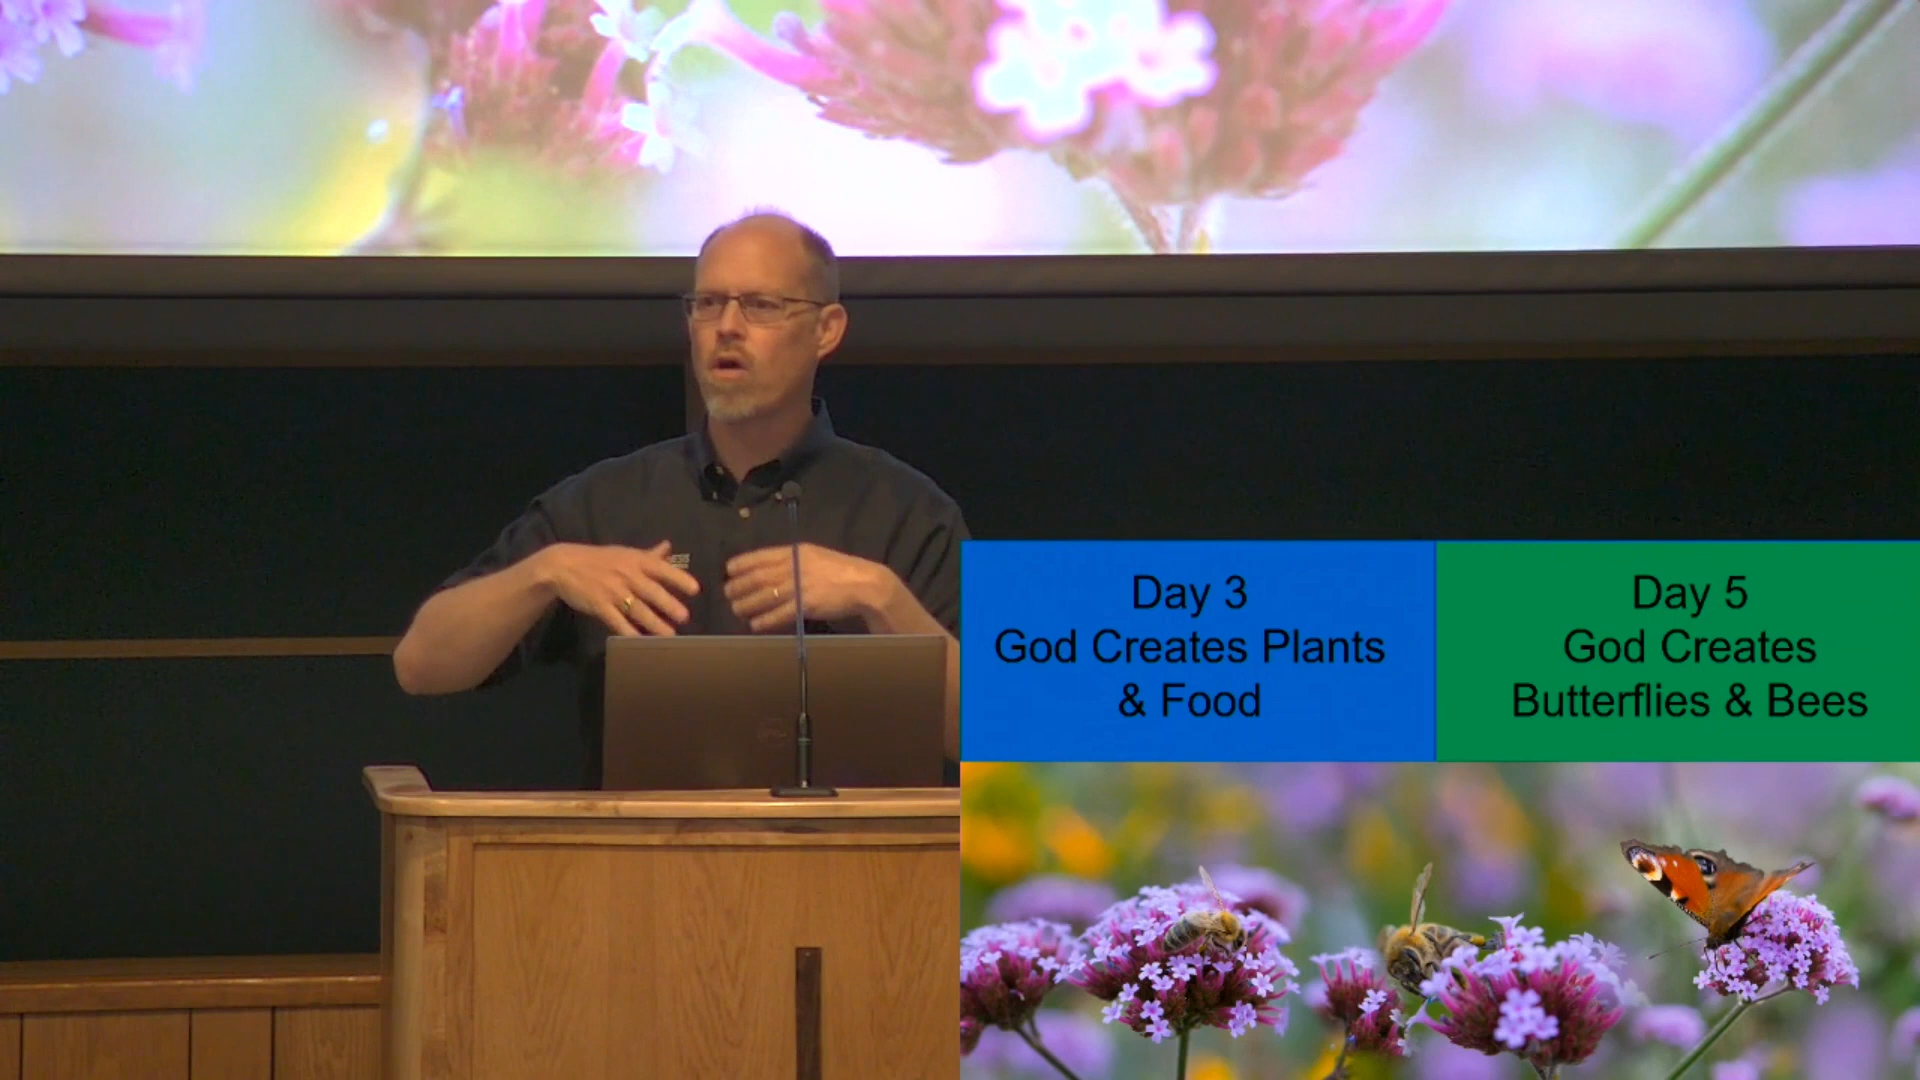 Day 3
God Creates Plants
& Food
Day 5
God Creates
Butterflies & Bees